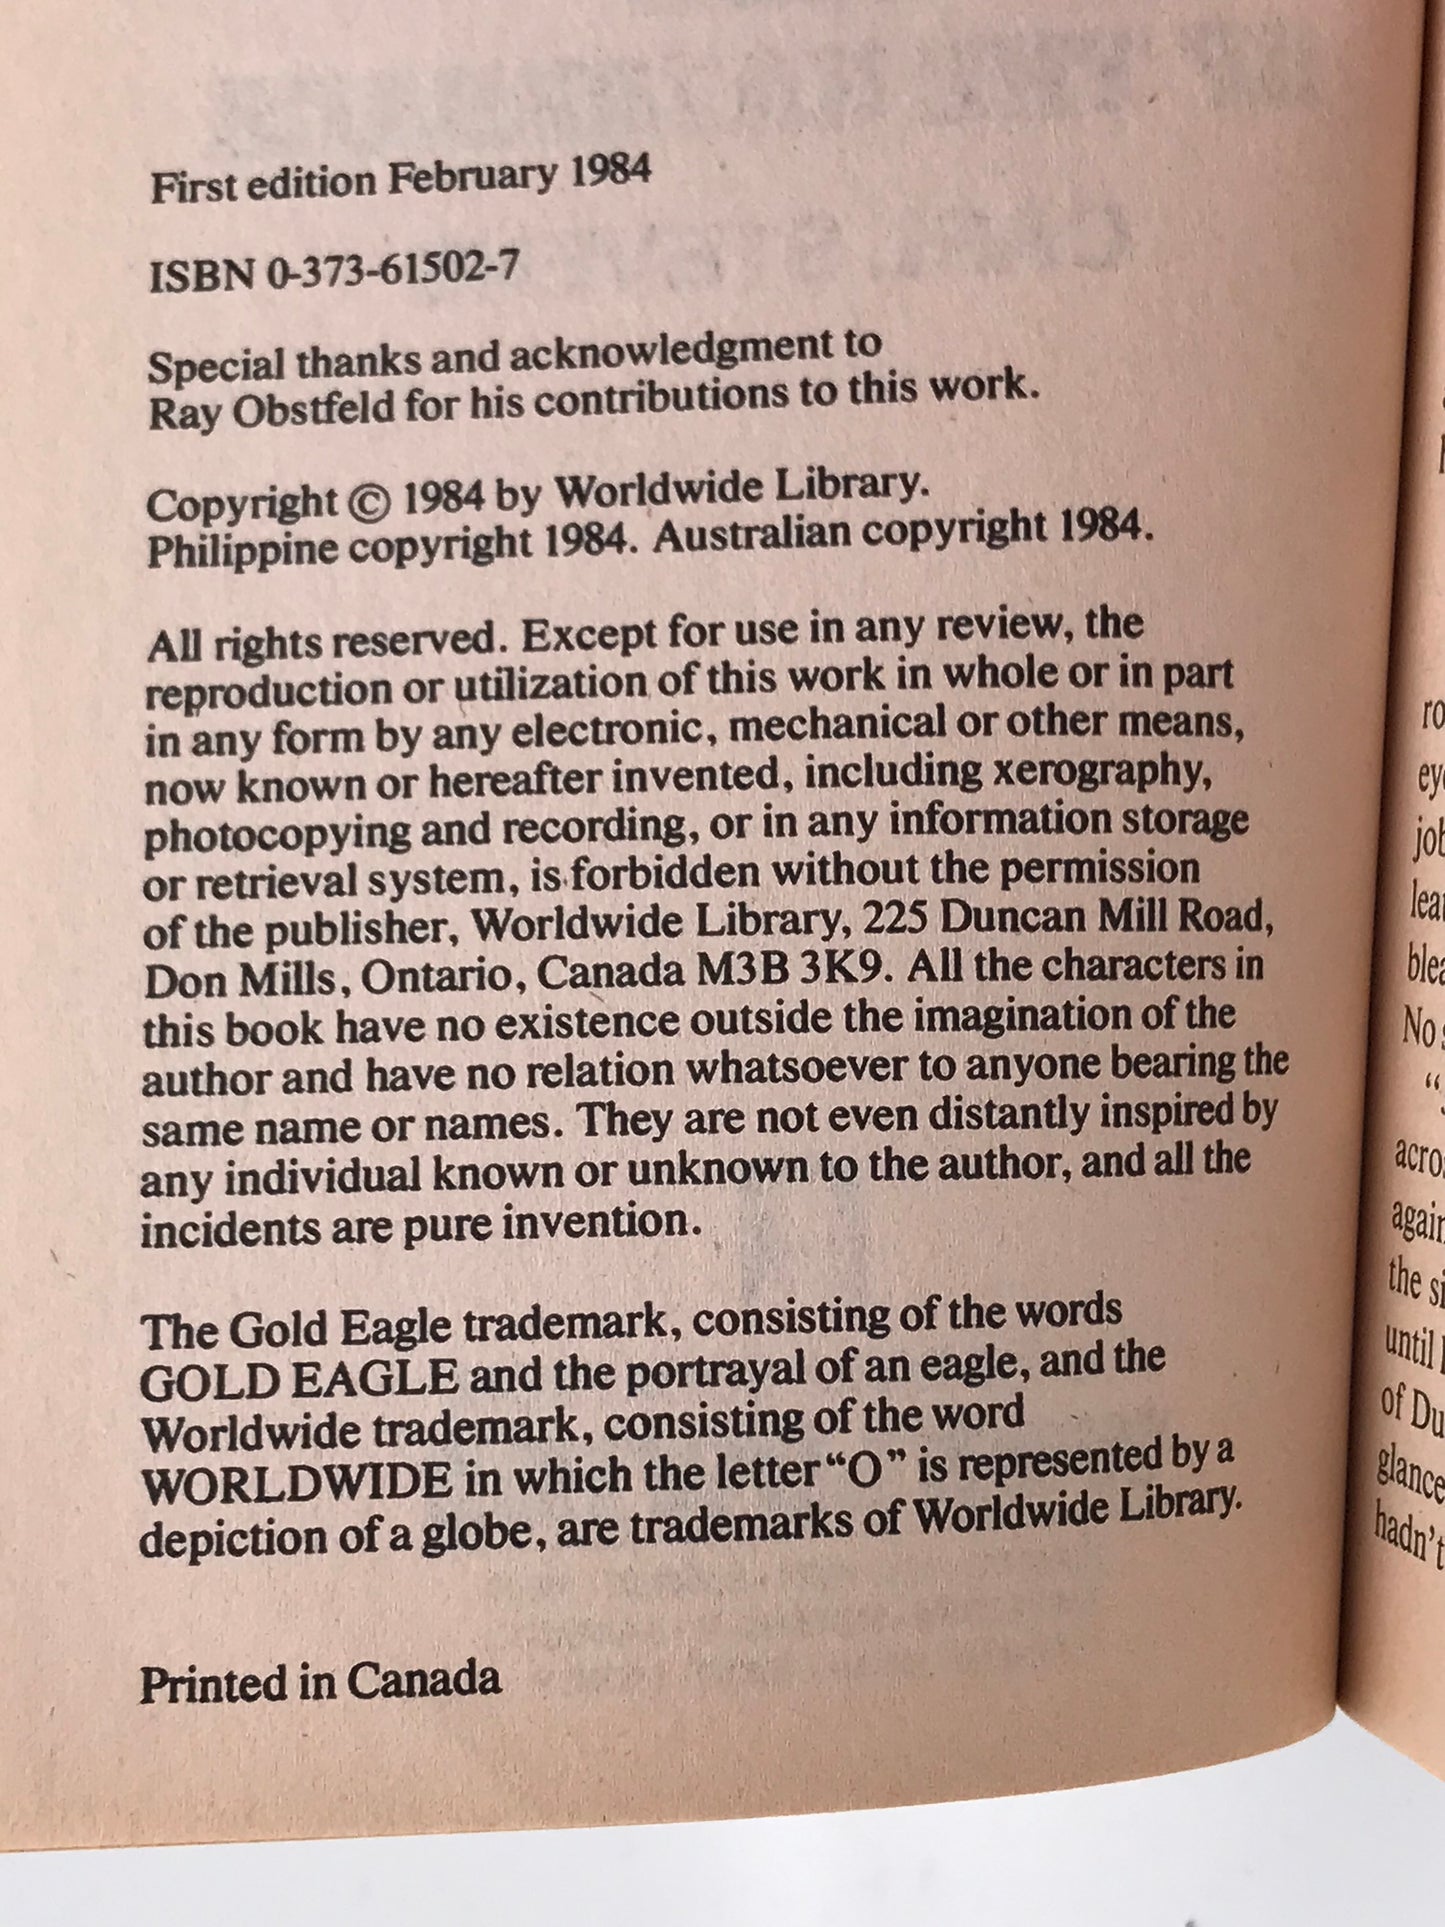 First edition February 1984
ISBN 0-373-61502-7
Special thanks and acknowledgment to
Ray Obstfeld for his contributions to this work.
Copyright © 1984 by Worldwide Library.
Philippine copyright 1984. Australian copyright 1984.
All rights reserved. Except for use in any review, the
reproduction or utilization of this work in whole or in part
in any form by any electronic, mechanical or other means,
now known or hereafter invented, including xerography,
photocopying and recording, or in any information storage
or retrieval system, is forbidden without the permission
of the publisher, Worldwide Library, 225 Duncan Mill Road,
Don Mills, Ontario, Canada M3B 3K9. All the characters in
this book have no existence outside the imagination of the
author and have no relation whatsoever to anyone bearing the
same name or names. They are not even distantly inspired by
any individual known or unknown to the author, and all the
incidents are pure invention.
The Gold Eagle trademark, consisting of the words
GOLD EAGLE and the portrayal of an eagle, and the
Worldwide trademark, consisting of the word
WORLDWIDE in which the letter "O" is represented by a
depiction of a globe, are trademarks of Worldwide Library.
Printed in Canada
No
the
until
of
hadn't